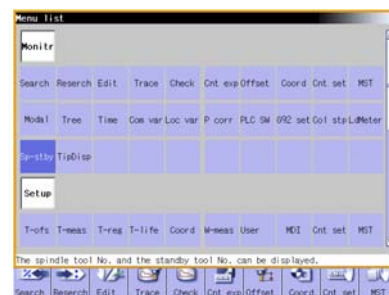 Menu list
Monitr
Search Reserch Edit Trace Check Cnt exp Offset Coord Cnt set MST
Modal Tree Time Com var Loc var P corr PLC SW G92 set Col stp LdMeter
Sp-stby TipDisp
Setup
T-ofs T-meas T-reg T-life Coord W-meas User MDI Cnt set MST
The spindle tool No. and the standby tool No. can be displayed.
Search Reserch Edit Trace Check Cnt exp Offset Coord Cnt set MST